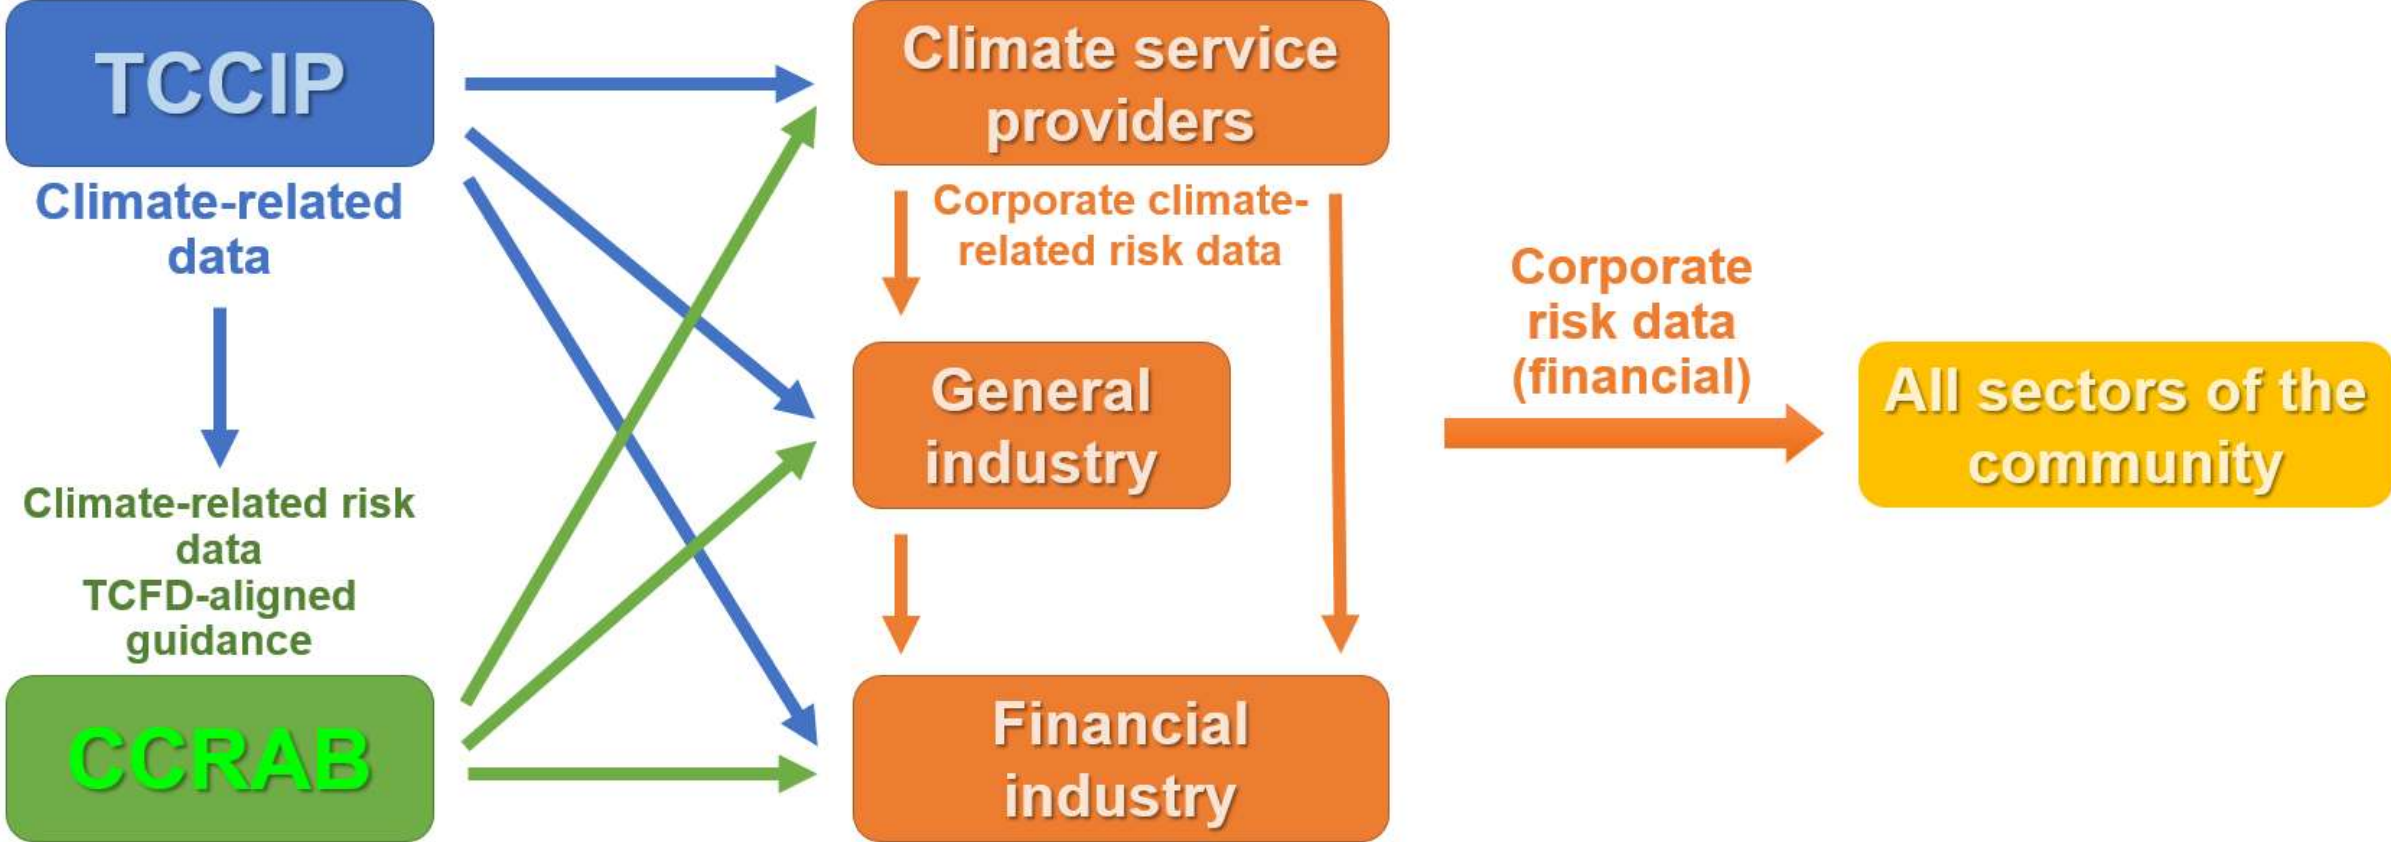 TCCIP
Climate-related
data
Climate-related risk
data
TCFD-aligned
guidance
CCRAB
Climate service
providers
Corporate climate-
related risk data
General
industry
Financial
industry
Corporate
risk data
(financial)
All sectors of the
community